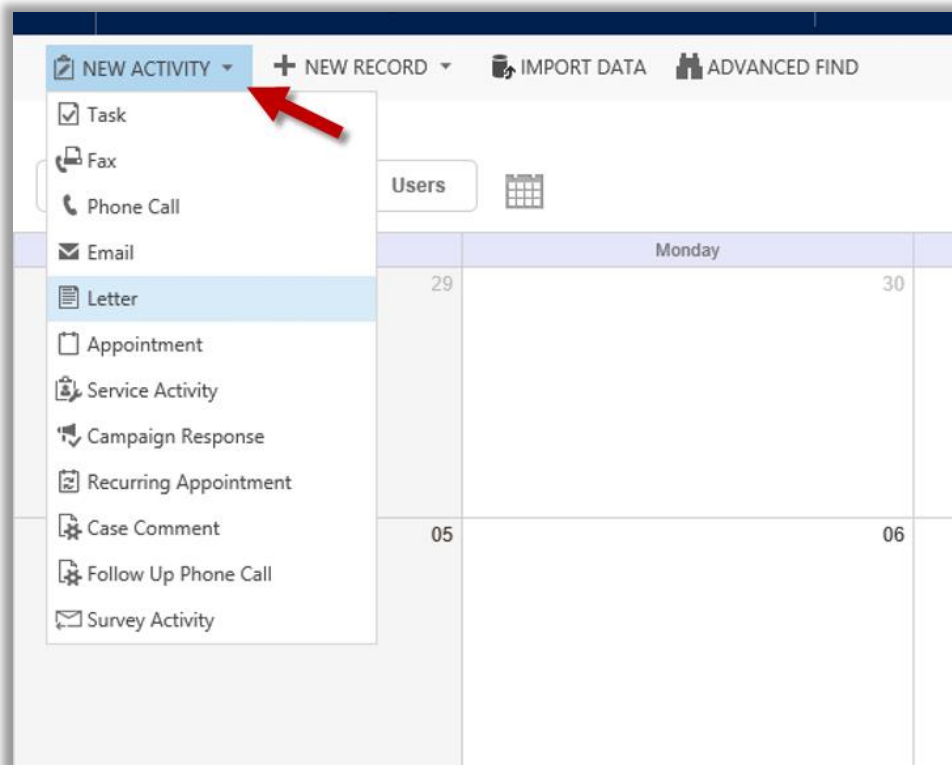 NEW ACTIVITY NEW RECORD IMPORT DATA ADVANCED FIND
Task
Fax
Phone Call
Users
Email
Monday
29 30
Letter
Appointment
Service Activity
Campaign Response
Recurring Appointment
Case Comment
05 06
Follow Up Phone Call
Survey Activity